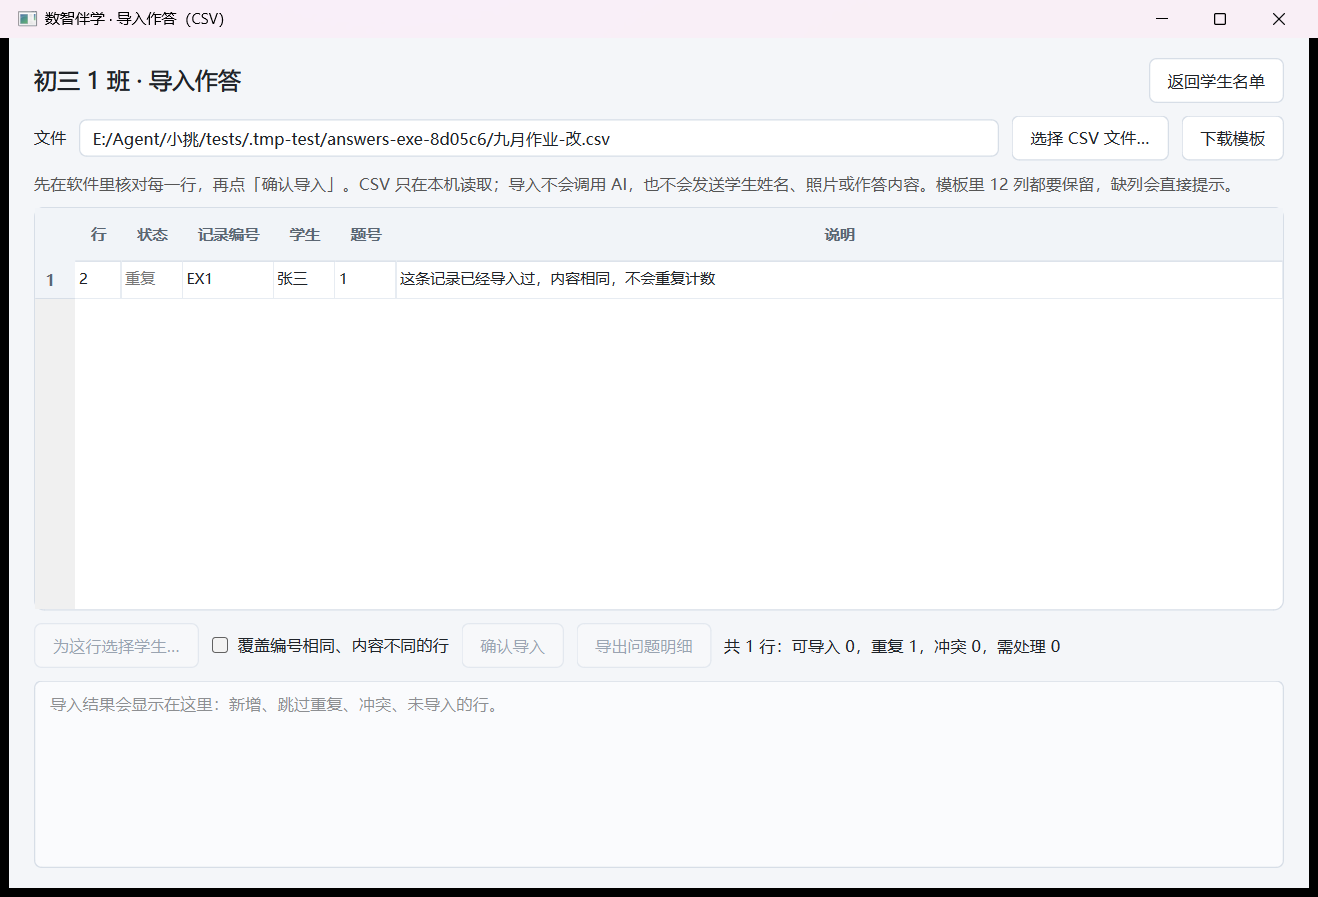 数智伴学 · 导入作答（CSV）
初三 1 班 · 导入作答
返回学生名单
文件
E:/Agent/小挑/tests/.tmp-test/answers-exe-8d05c6/九月作业-改.csv
选择 CSV 文件...
下载模板
先在软件里核对每一行，再点「确认导入」。CSV 只在本机读取；导入不会调用 AI，也不会发送学生姓名、照片或作答内容。模板里 12 列都要保留，缺列会直接提示。
行 状态 记录编号 学生 题号 说明
1 2 重复 EX1 张三 1 这条记录已经导入过，内容相同，不会重复计数
为这行选择学生...
覆盖编号相同、内容不同的行
确认导入
导出问题明细
共 1 行：可导入 0，重复 1，冲突 0，需处理 0
导入结果会显示在这里：新增、跳过重复、冲突、未导入的行。